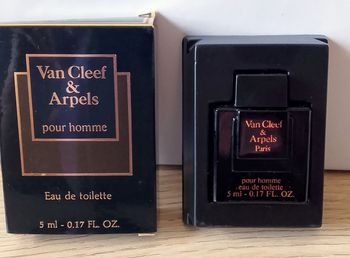 Van Cleef
&
Arpels
pour homme
Eau de toilette
5 ml - 0.17 FL. OZ.
Van Cleef
&
Arpels
Paris
pour homme
eau de toilette
5 ml - 0.17 FL. OZ.